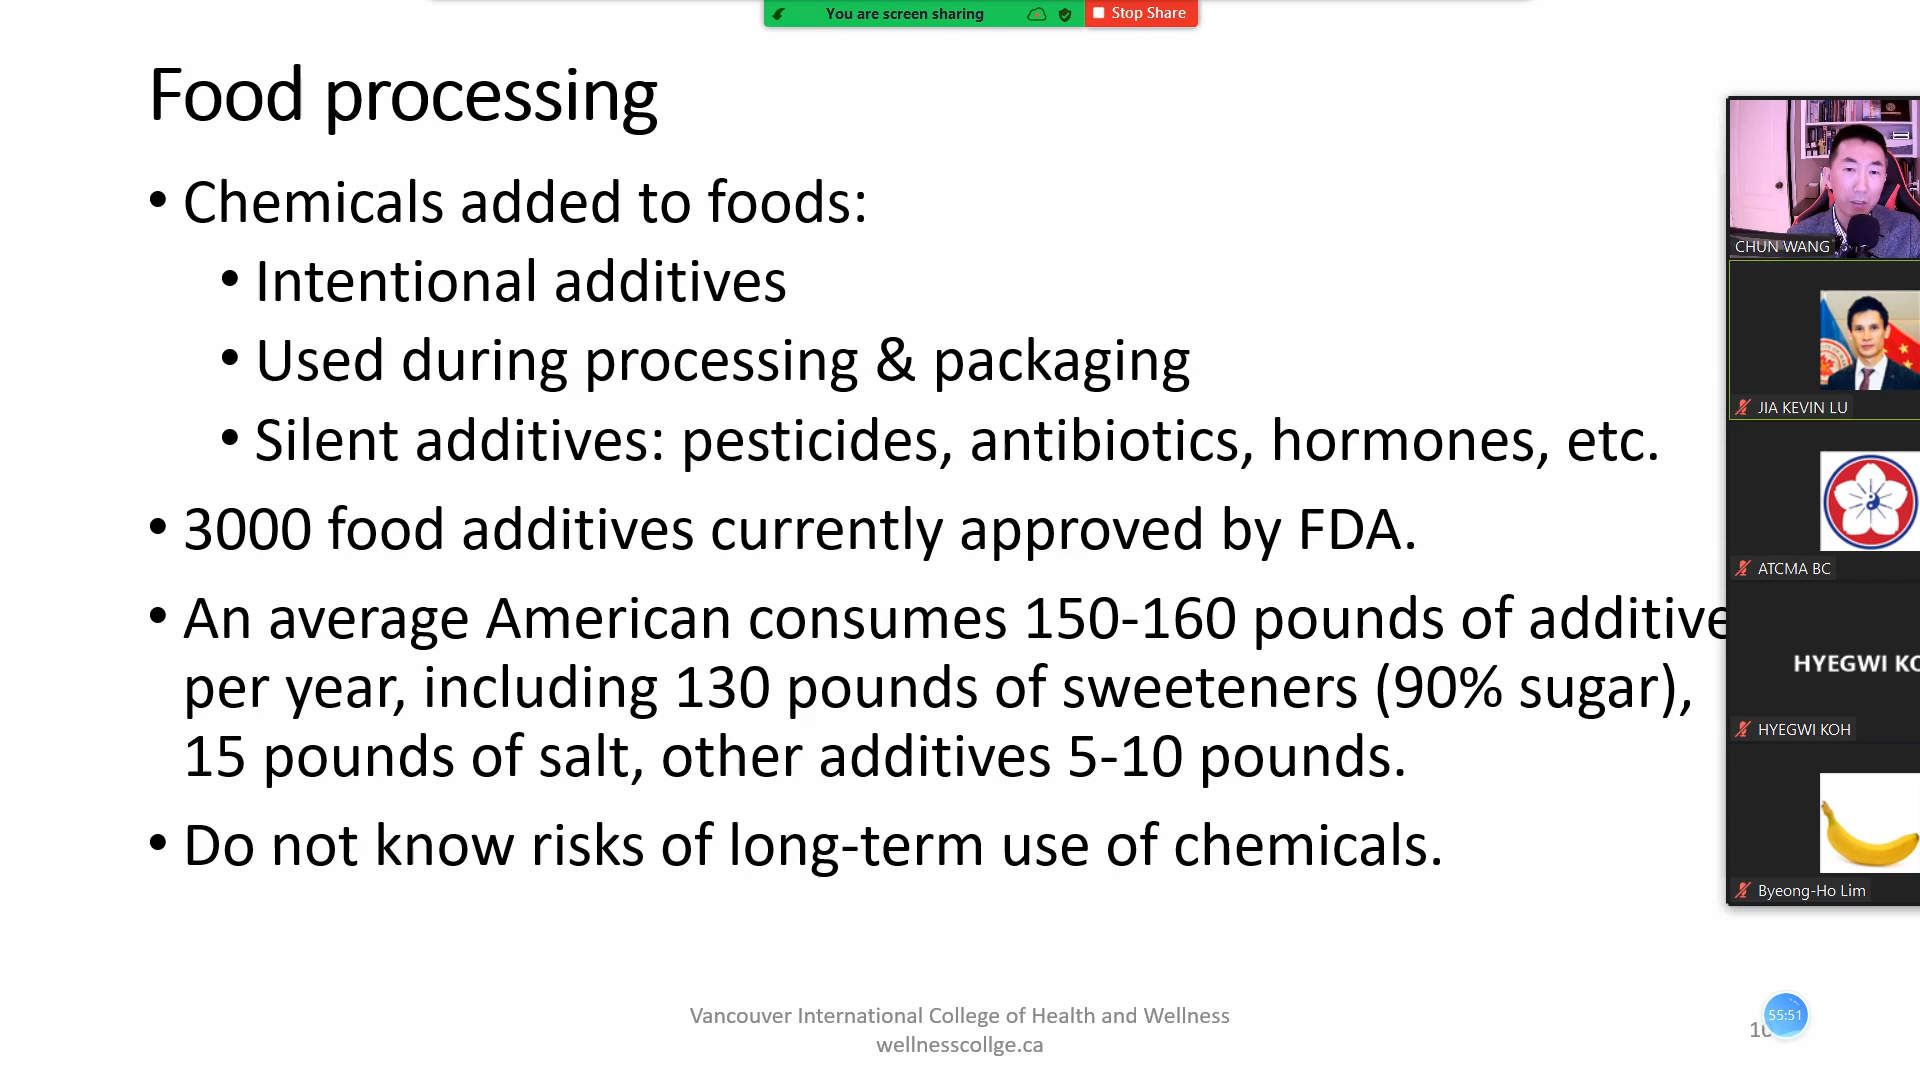 You are screen sharing
Stop Share
Food processing
• Chemicals added to foods:
• Intentional additives
• Used during processing & packaging
• Silent additives: pesticides, antibiotics, hormones, etc.
• 3000 food additives currently approved by FDA.
• An average American consumes 150-160 pounds of additive
per year, including 130 pounds of sweeteners (90% sugar),
15 pounds of salt, other additives 5-10 pounds.
• Do not know risks of long-term use of chemicals.
Vancouver International College of Health and Wellness
wellnesscollge.ca
55:51
CHUN WANG
JIA KEVIN LU
ATCMA BC
HYEGWI KO
HYEGWI KOH
Byeong-Ho Lim